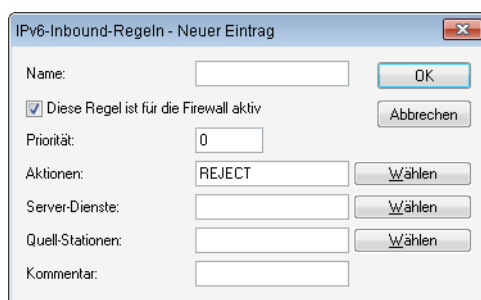 IPv6-Inbound-Regeln - Neuer Eintrag
Name:
OK
Diese Regel ist für die Firewall aktiv
Abbrechen
Priorität:
0
Aktionen:
REJECT
Wählen
Server-Dienste:
Wählen
Quell-Stationen:
Wählen
Kommentar: